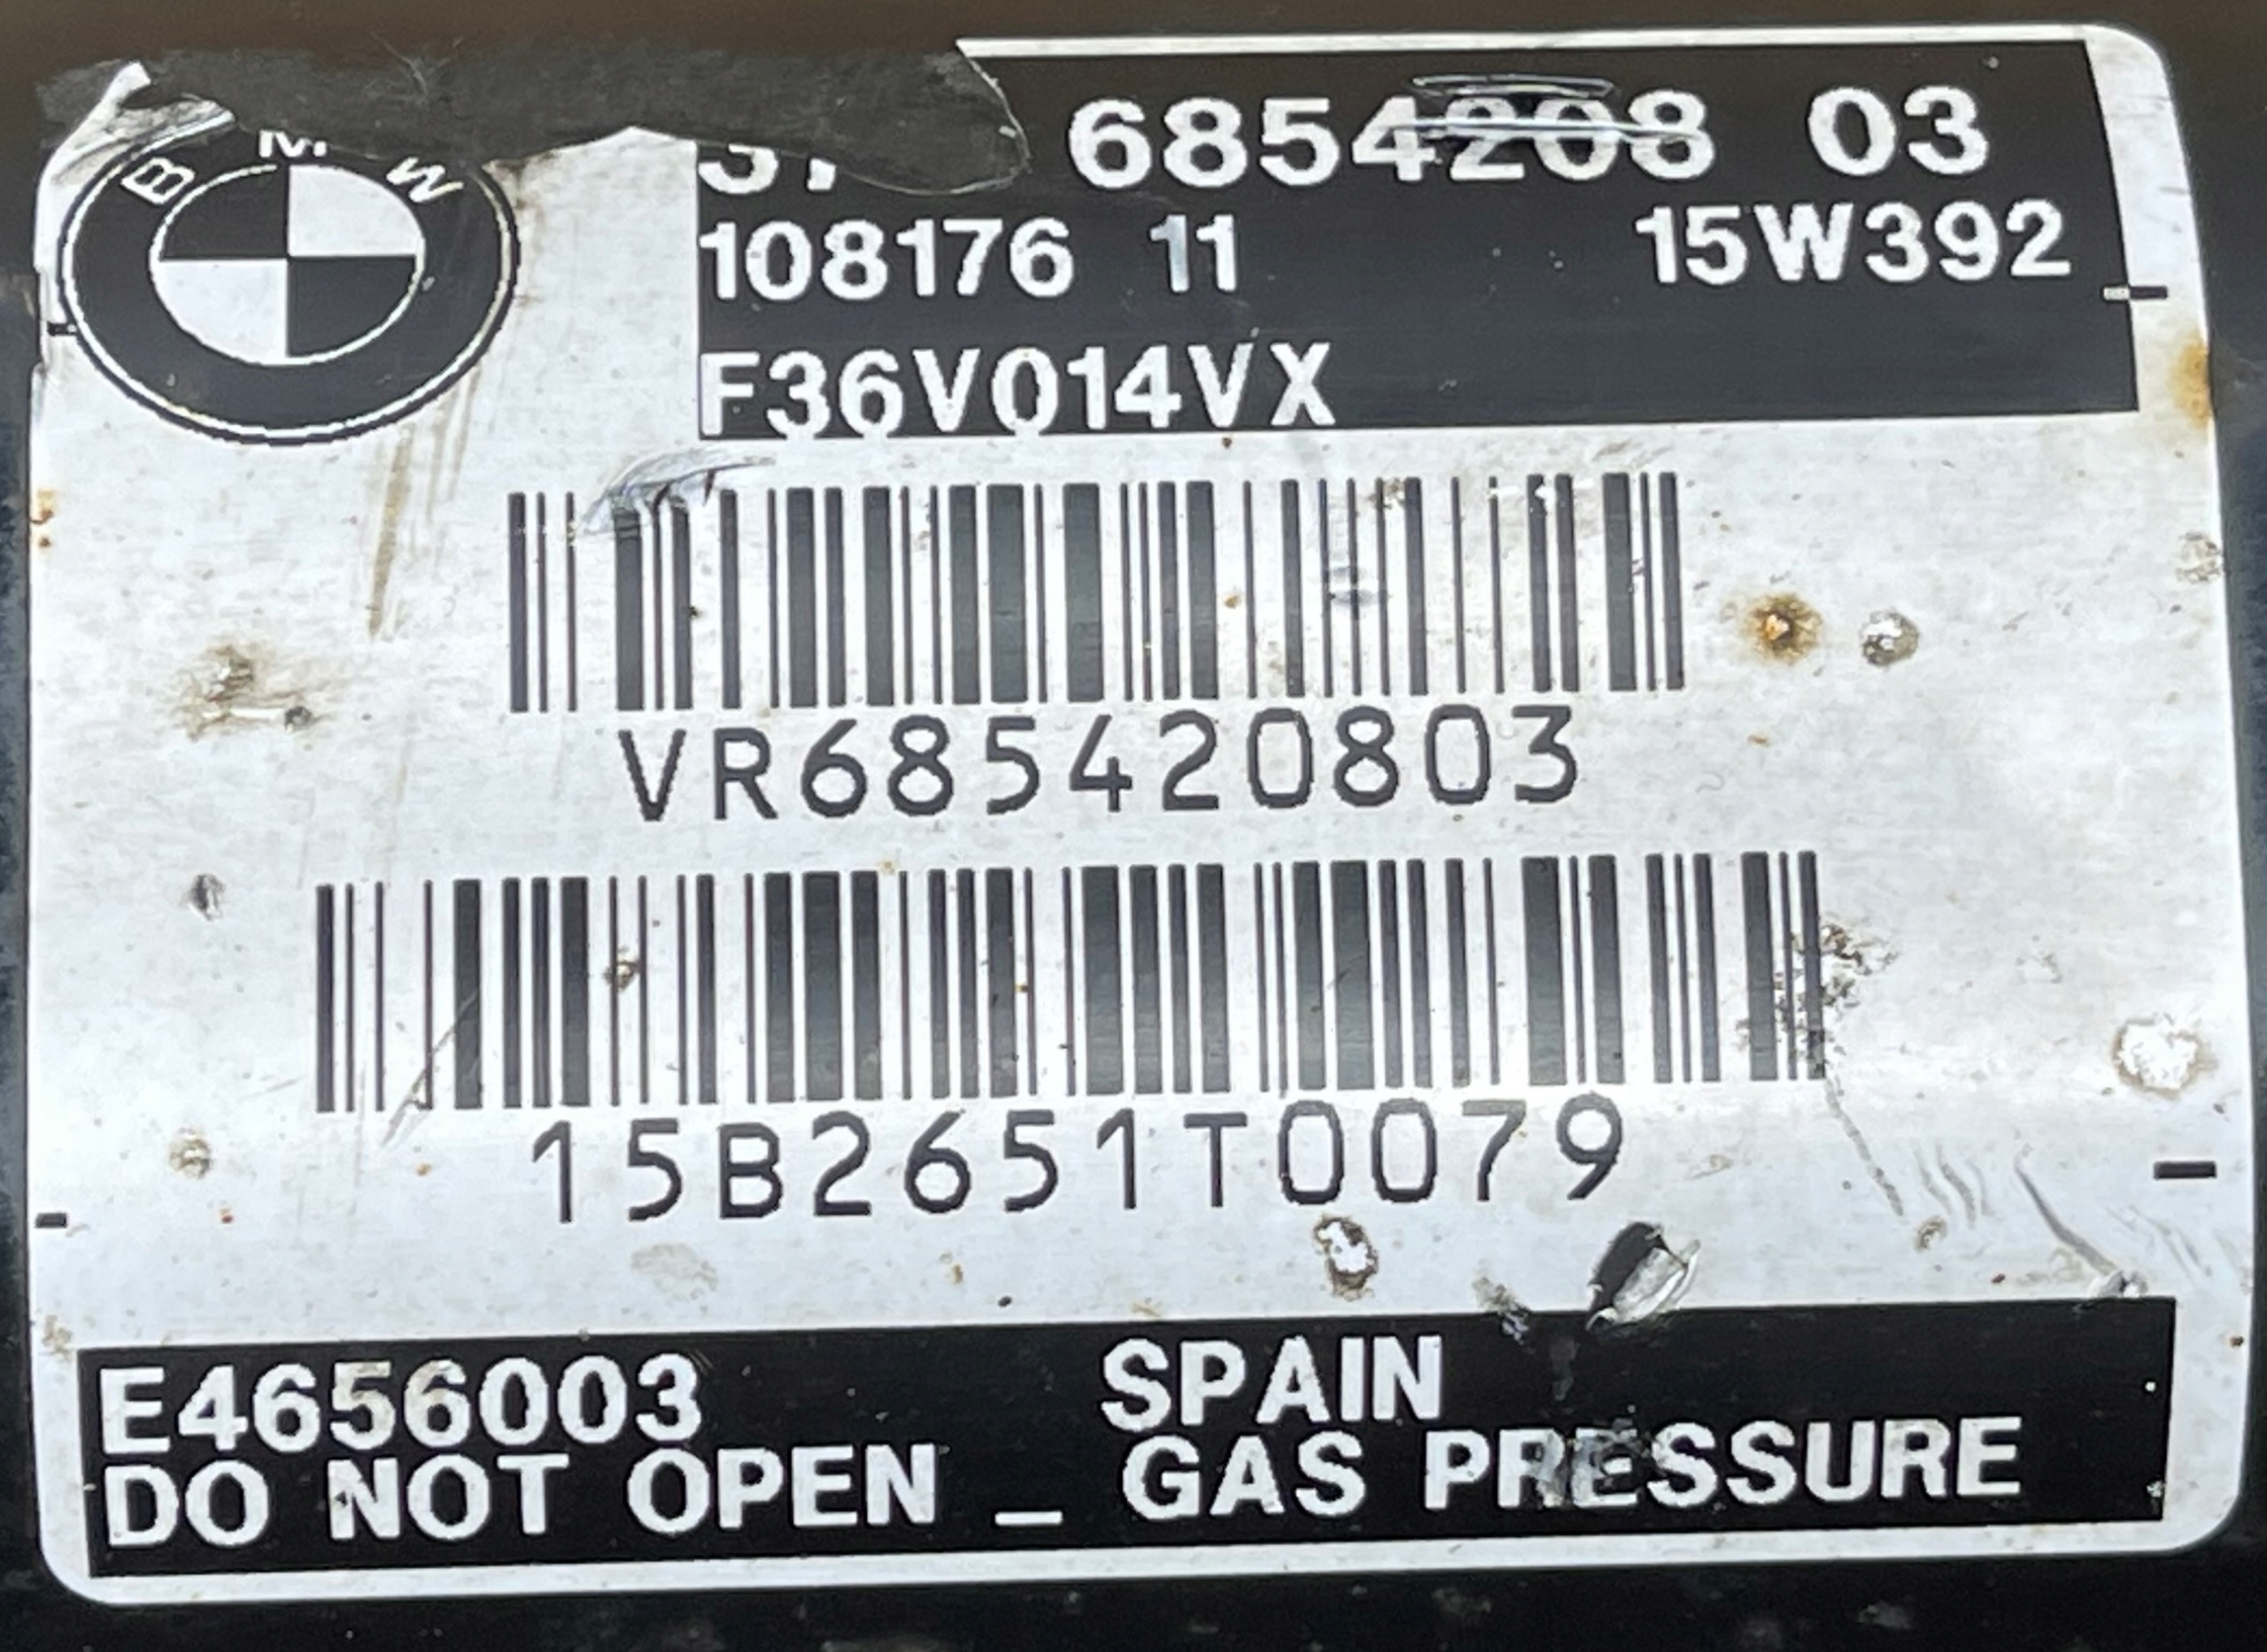 BMW
6854208 03
108176 11 15W392
F36V014VX
VR685420803
15B2651T0079
E4656003 SPAIN
DO NOT OPEN _ GAS PRESSURE